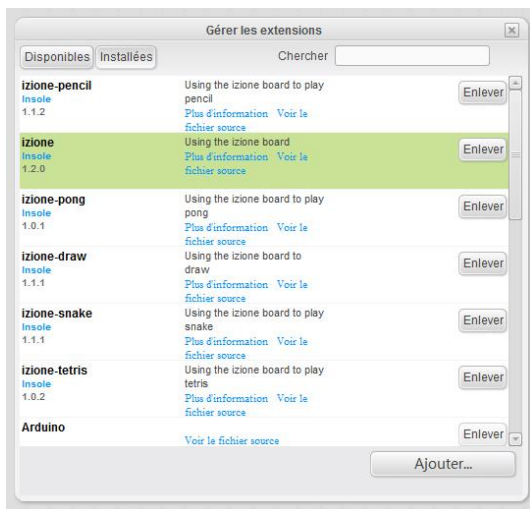 Gérer les extensions
Disponibles Installées Chercher
izione-pencil
Insole
1.1.2
Using the izione board to play
pencil
Plus d'information Voir le
fichier source
Enlever
izione
Insole
1.2.0
Using the izione board
Plus d'information Voir le
fichier source
Enlever
izione-pong
Insole
1.0.1
Using the izione board to play
pong
Plus d'information Voir le
fichier source
Enlever
izione-draw
Insole
1.1.1
Using the izione board to
draw
Plus d'information Voir le
fichier source
Enlever
izione-snake
Insole
1.1.1
Using the izione board to play
snake
Plus d'information Voir le
fichier source
Enlever
izione-tetris
Insole
1.0.2
Using the izione board to play
tetris
Plus d'information Voir le
fichier source
Enlever
Arduino
Voir le fichier source
Enlever
Ajouter...